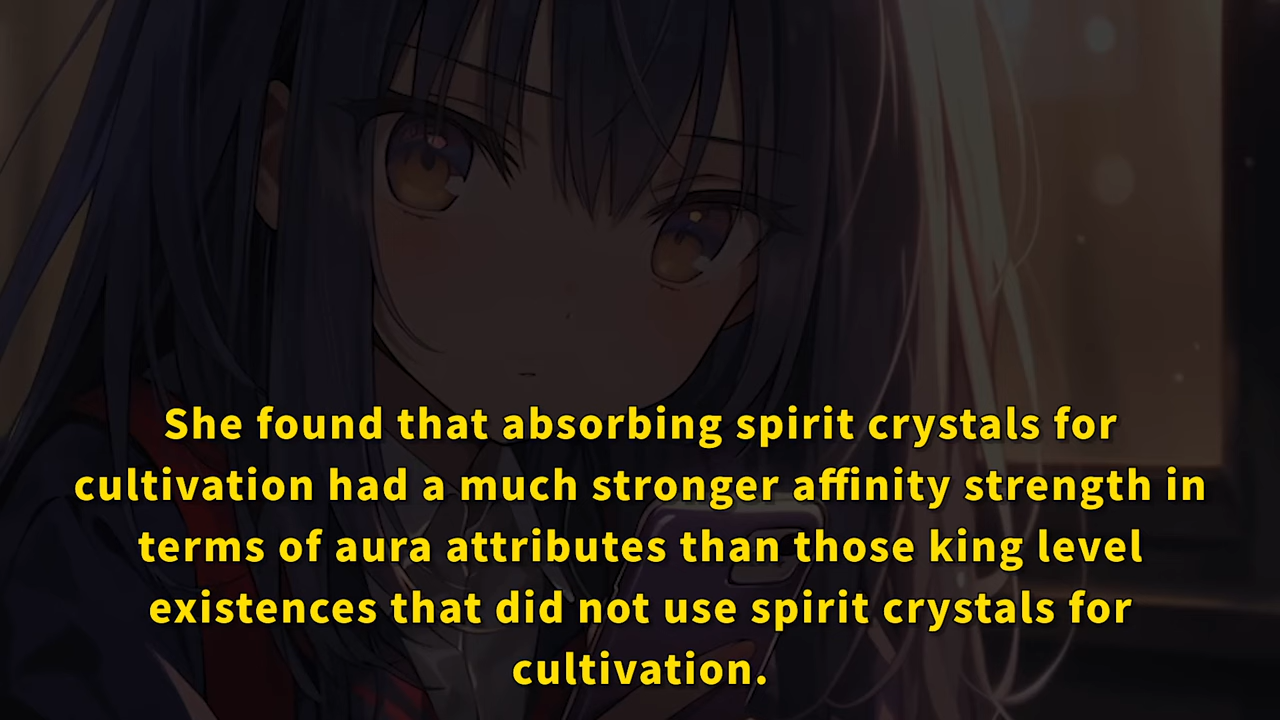 She found that absorbing spirit crystals for
cultivation had a much stronger affinity strength in
terms of aura attributes than those king level
existences that did not use spirit crystals for
cultivation.